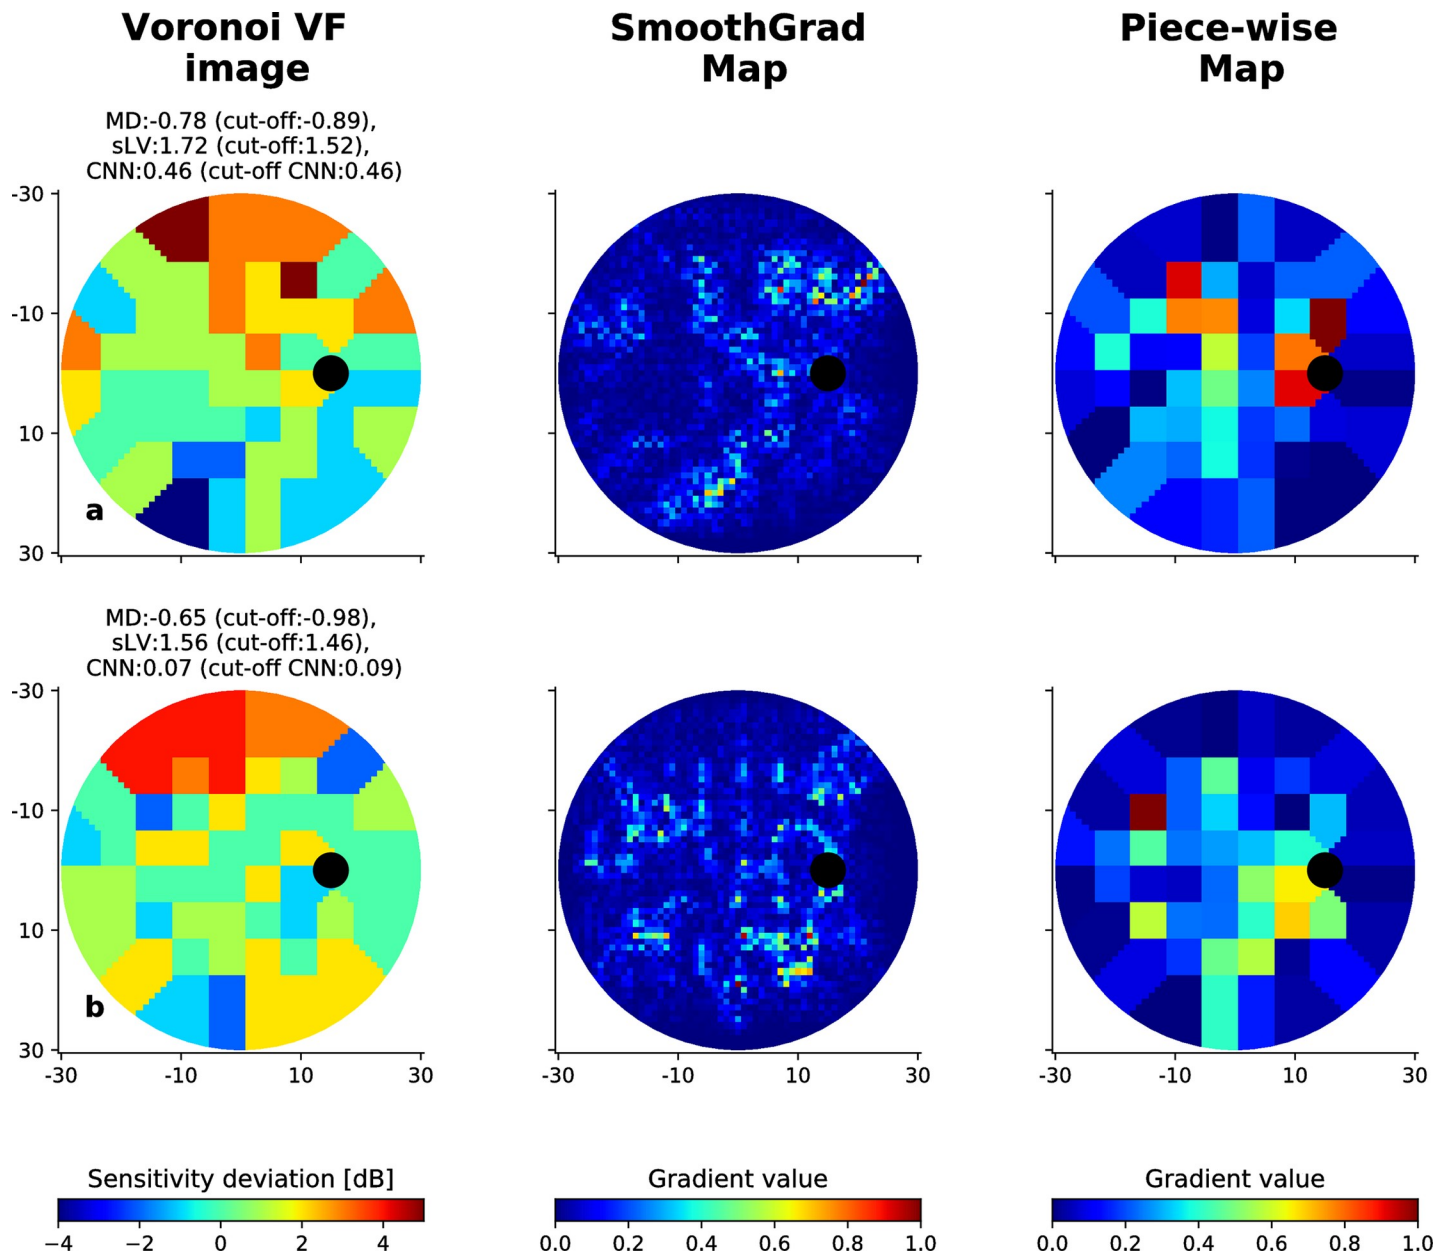 Voronoi VF
image
SmoothGrad
Map
Piece-wise
Map
MD:-0.78 (cut-off:-0.89),
sLV:1.72 (cut-off:1.52),
CNN:0.46 (cut-off CNN:0.46)
-30
-10
10
30
a
MD:-0.65 (cut-off:-0.98),
sLV:1.56 (cut-off:1.46),
CNN:0.07 (cut-off CNN:0.09)
-30
-10
10
30
b
-30 -10 10 30
-30 -10 10 30
-30 -10 10 30
Sensitivity deviation [dB]
−4 −2 0 2 4
Gradient value
0.0 0.2 0.4 0.6 0.8 1.0
Gradient value
0.0 0.2 0.4 0.6 0.8 1.0